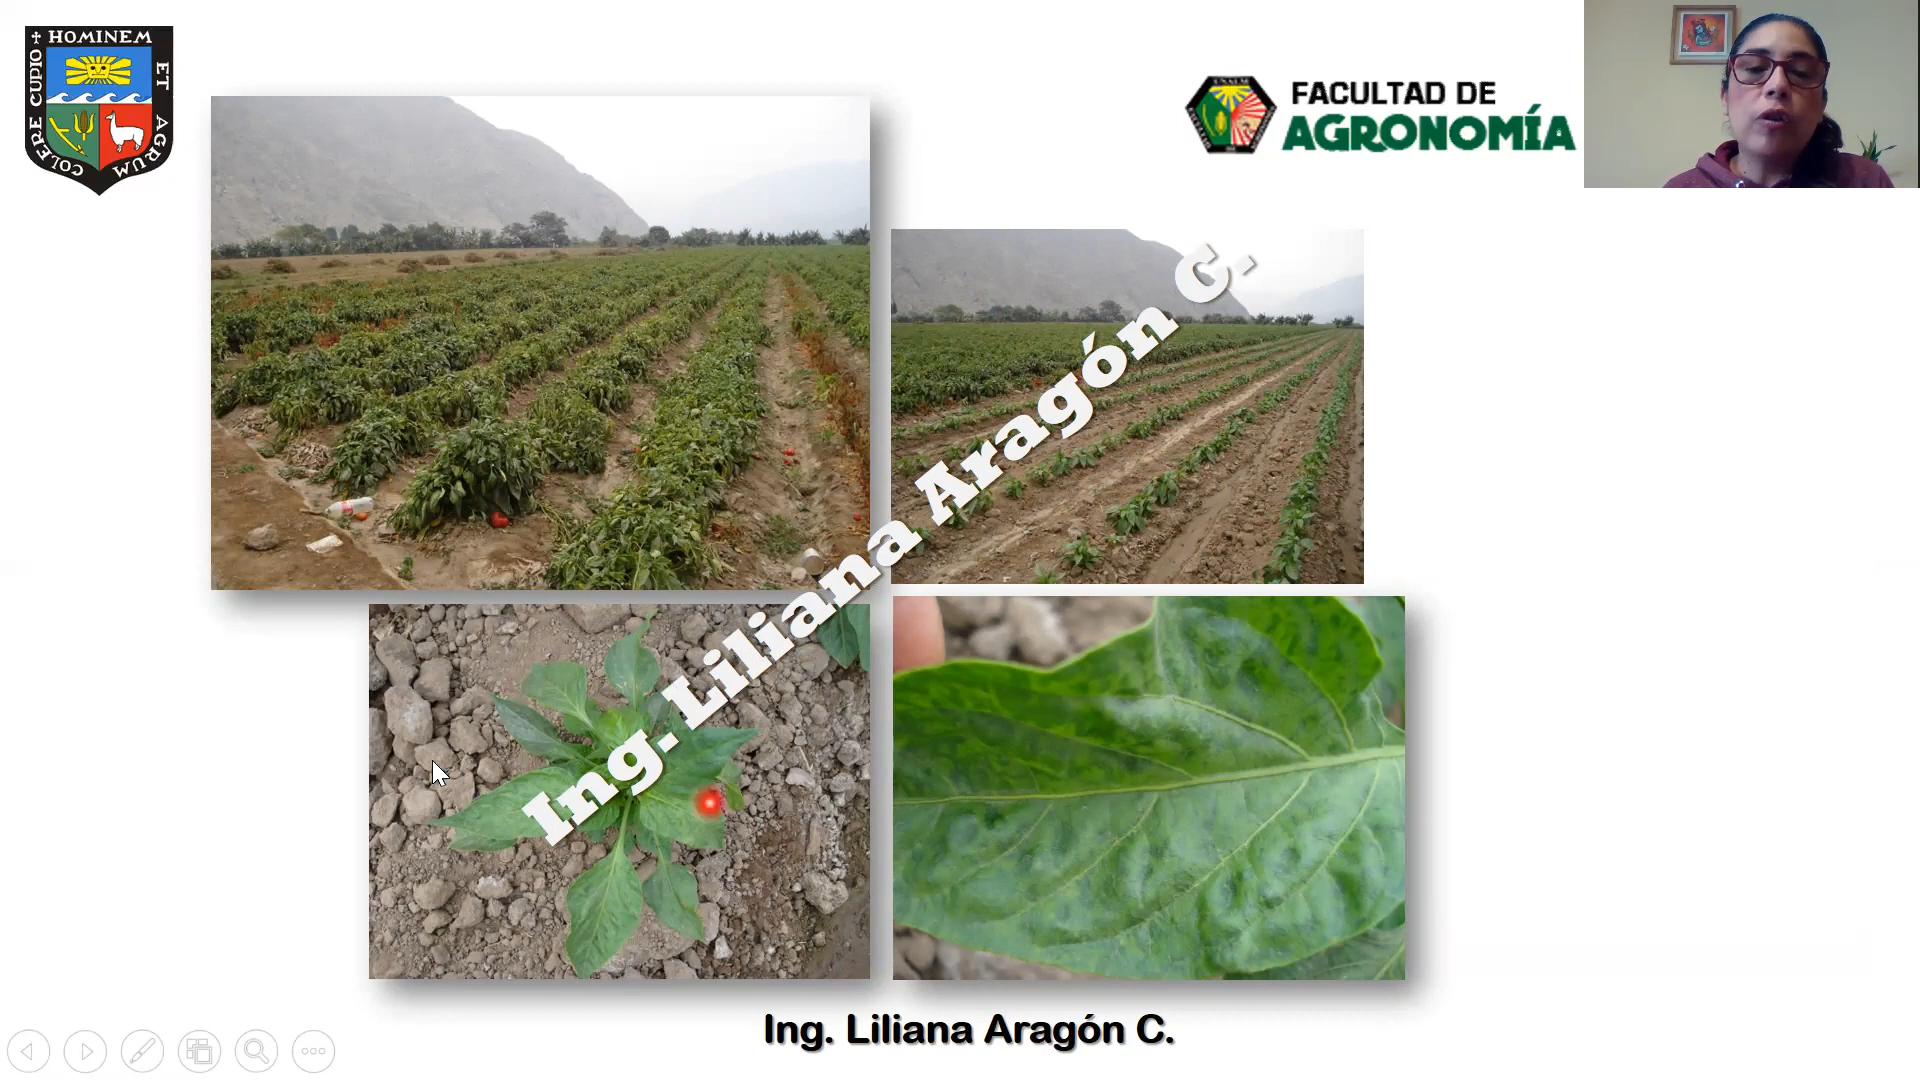 HOMINEM
ET
AGRUM
COLERE CUPIO
FACULTAD DE
AGRONOMÍA
Ing. Liliana Aragón C.
Ing. Liliana Aragón C.